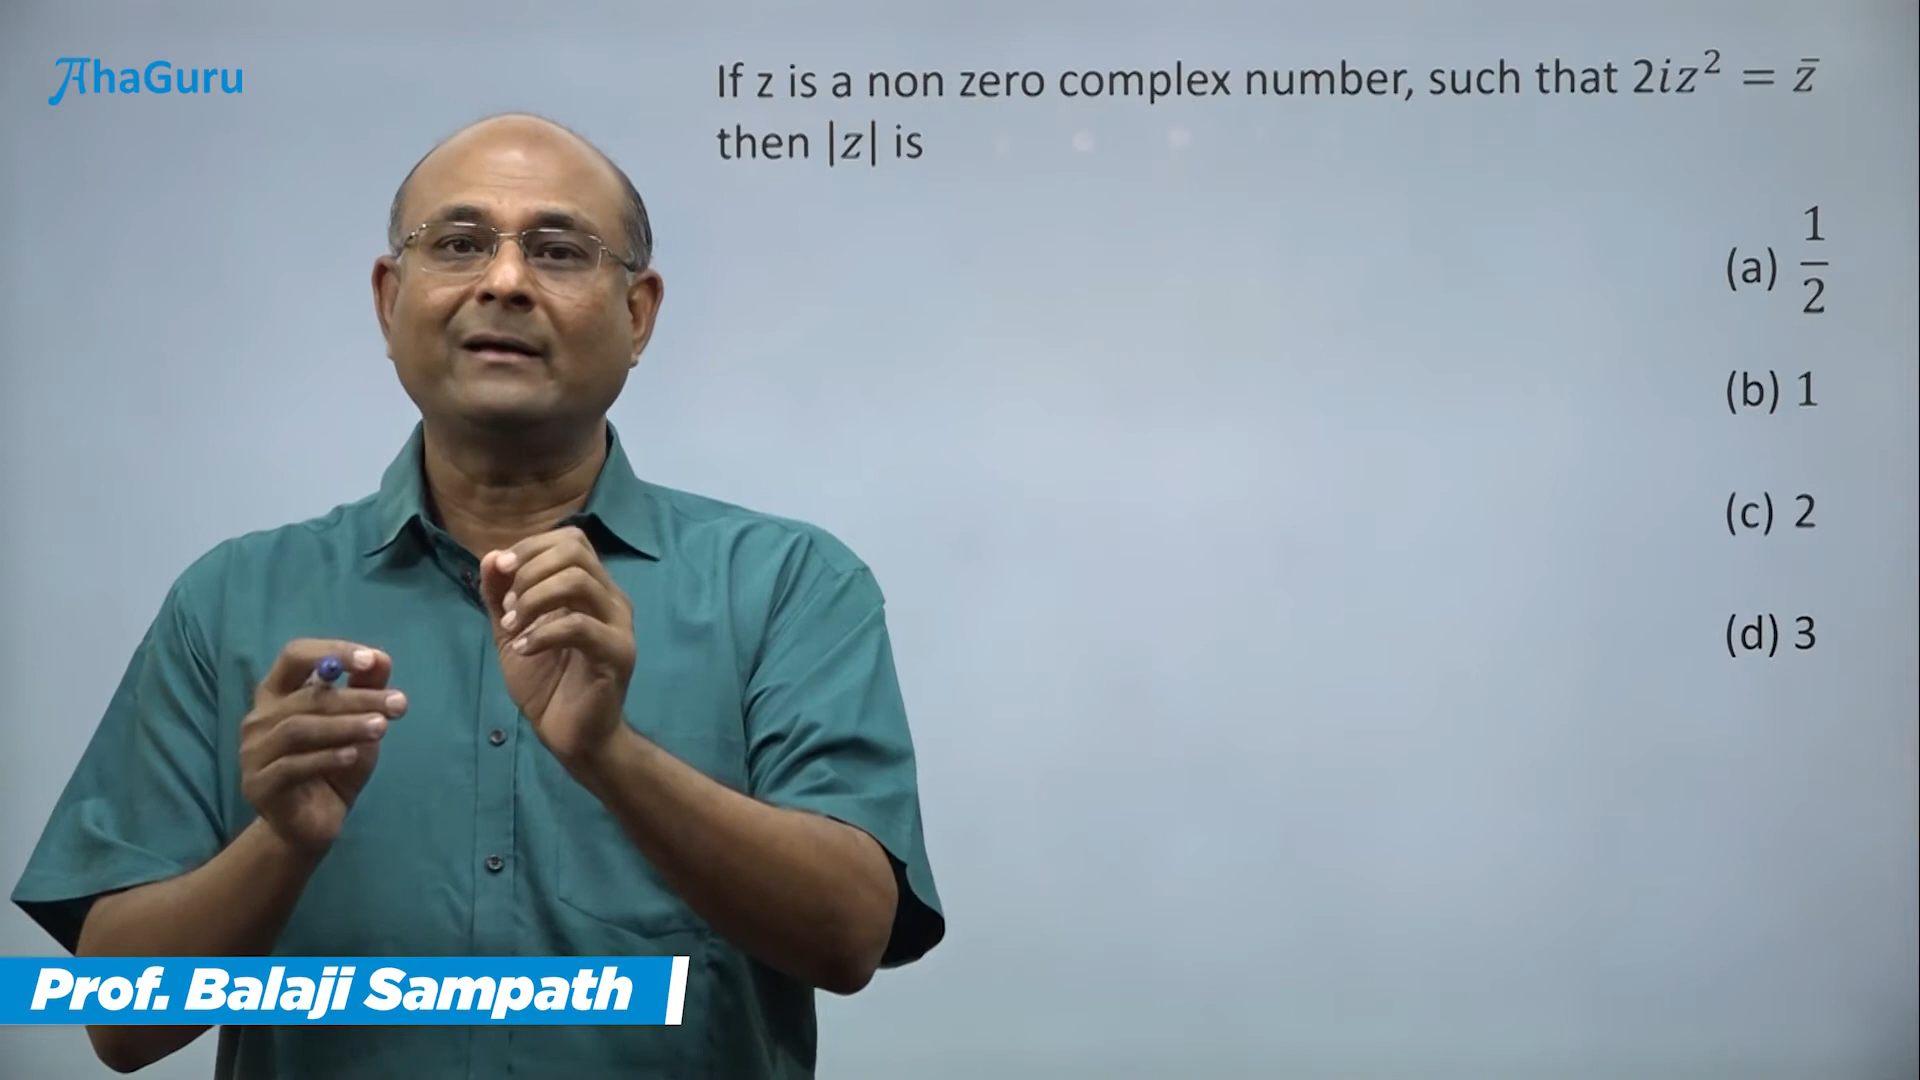 AhaGuru
If z is a non zero complex number, such that 2𝑖𝑧² = 𝑧̄
then |𝑧| is
(a) 1/2
(b) 1
(c) 2
(d) 3
Prof. Balaji Sampath